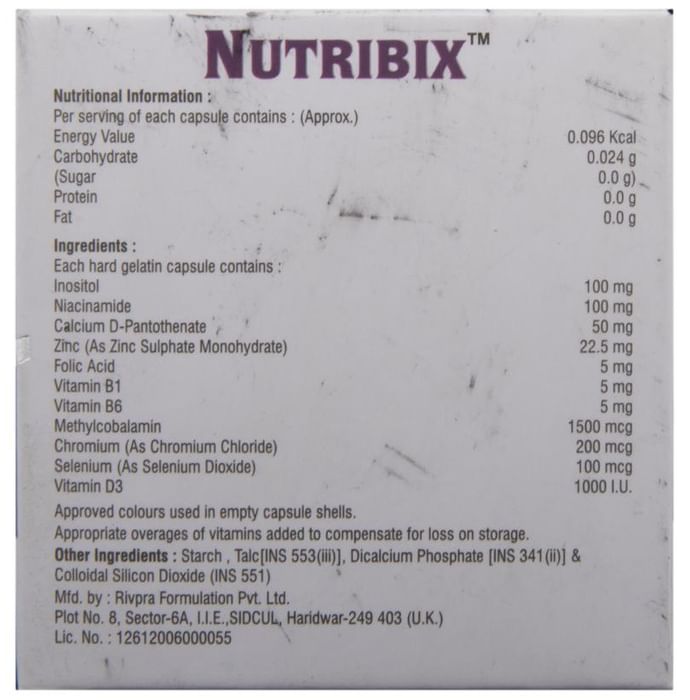 NUTRIBIX™
Nutritional Information :
Per serving of each capsule contains : (Approx.)
Energy Value 0.096 Kcal
Carbohydrate 0.024 g
(Sugar 0.0 g)
Protein 0.0 g
Fat 0.0 g
Ingredients :
Each hard gelatin capsule contains :
Inositol 100 mg
Niacinamide 100 mg
Calcium D-Pantothenate 50 mg
Zinc (As Zinc Sulphate Monohydrate) 22.5 mg
Folic Acid 5 mg
Vitamin B1 5 mg
Vitamin B6 5 mg
Methylcobalamin 1500 mcg
Chromium (As Chromium Chloride) 200 mcg
Selenium (As Selenium Dioxide) 100 mcg
Vitamin D3 1000 I.U.
Approved colours used in empty capsule shells.
Appropriate overages of vitamins added to compensate for loss on storage.
Other Ingredients : Starch , Talc[INS 553(iii)], Dicalcium Phosphate [INS 341(ii)] &
Colloidal Silicon Dioxide (INS 551)
Mfd. by : Rivpra Formulation Pvt. Ltd.
Plot No. 8, Sector-6A, I.I.E.,SIDCUL, Haridwar-249 403 (U.K.)
Lic. No. : 12612006000055